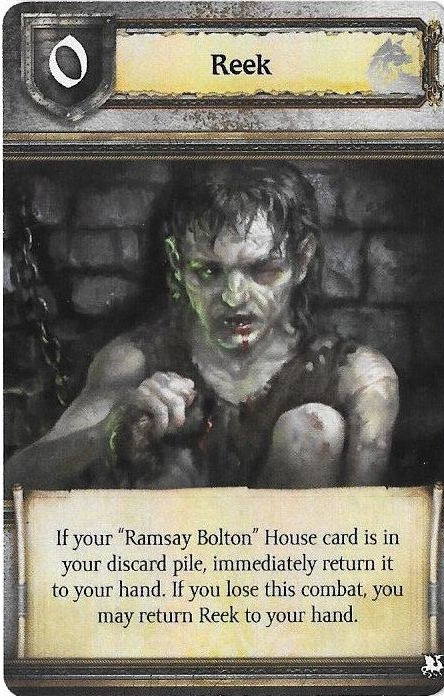 0
Reek
If your “Ramsay Bolton” House card is in
your discard pile, immediately return it
to your hand. If you lose this combat, you
may return Reek to your hand.